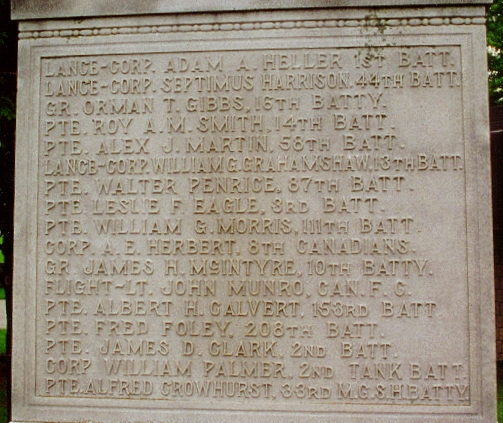 LANCE-CORP. ADAM A. HELLER 1ST BATT.
LANCE-CORP. SEPTIMUS HARRISON. 44TH BATT.
GR. ORMAN T. GIBBS, 16TH BATTY.
PTE. ROY A. M. SMITH, 14TH BATT.
PTE. ALEX J. MARTIN, 58TH BATT.
LANCE-CORP. WILLIAM G. GRAHAMSHAW. 13TH BATT.
PTE. WALTER PENRICE, 87TH BATT.
PTE. LESLIE F. EAGLE, 3RD BATT.
PTE. WILLIAM G. MORRIS, 111TH BATT.
CORP. A. E. HERBERT. 8TH CANADIANS.
GR. JAMES H. McINTYRE, 10TH BATTY.
FLIGHT-LT. JOHN MUNRO, CAN. F. C.
PTE. ALBERT H. CALVERT, 153RD BATT.
PTE. FRED FOLEY, 208TH BATT.
PTE. JAMES D. CLARK, 2ND BATT.
CORP. WILLIAM PALMER, 2ND TANK BATT.
PTE. ALFRED CROWHURST, 33RD M.G.S.H. BATTY